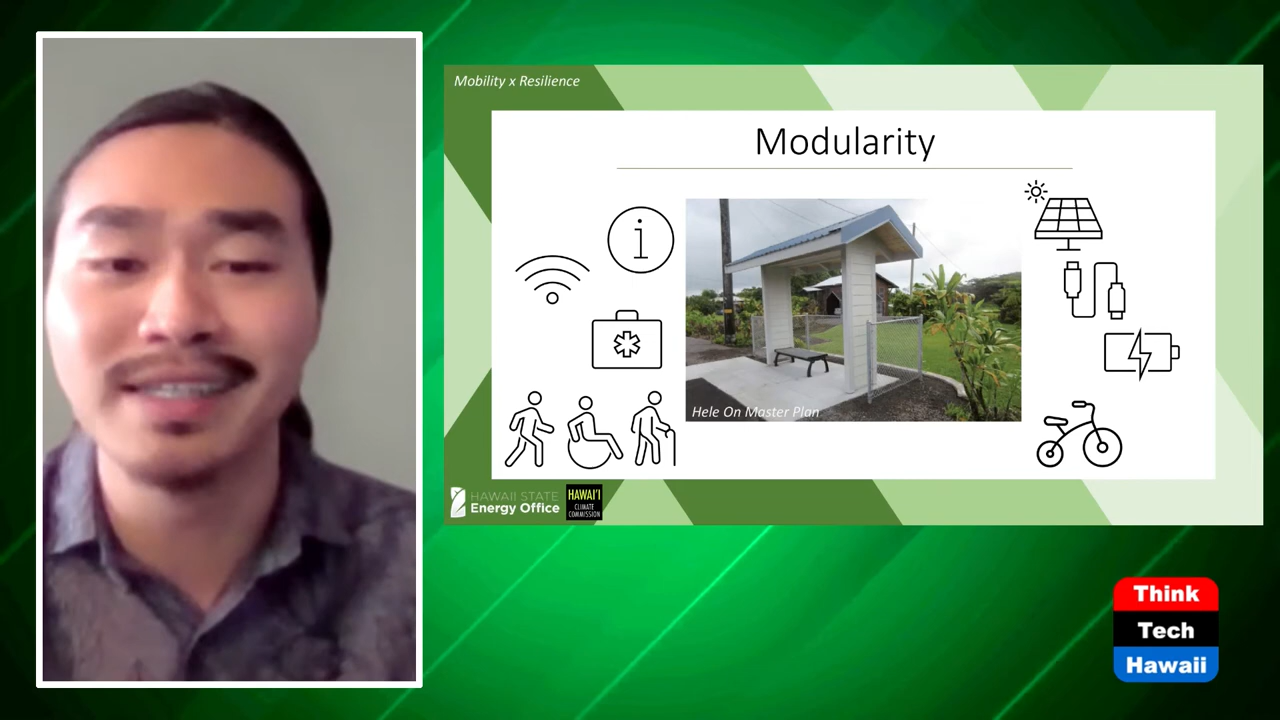 Mobility x Resilience
Modularity
i
Hele On Master Plan
HAWAII STATE
Energy Office
HAWAI'I
CLIMATE
COMMISSION
Think
Tech
Hawaii